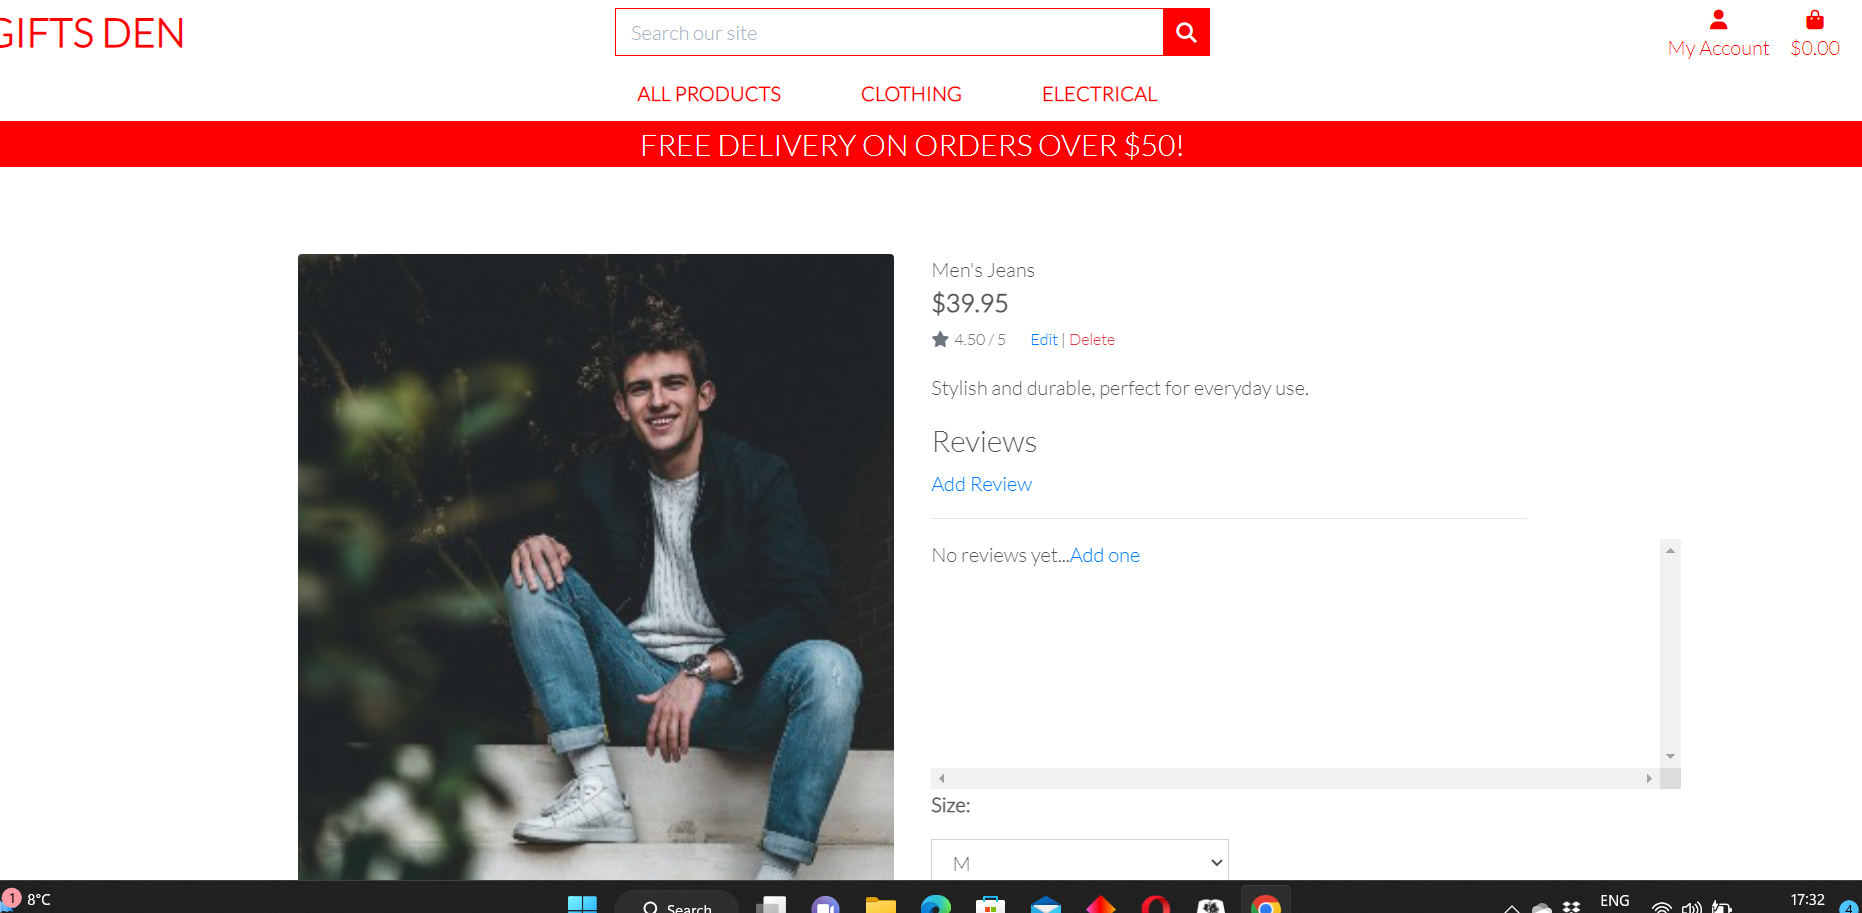 GIFTS DEN
Search our site
My Account
$0.00
ALL PRODUCTS
CLOTHING
ELECTRICAL
FREE DELIVERY ON ORDERS OVER $50!
Men's Jeans
$39.95
4.50 / 5 Edit | Delete
Stylish and durable, perfect for everyday use.
Reviews
Add Review
No reviews yet...Add one
Size:
M
1
8°C
Search
ENG
17:32
4